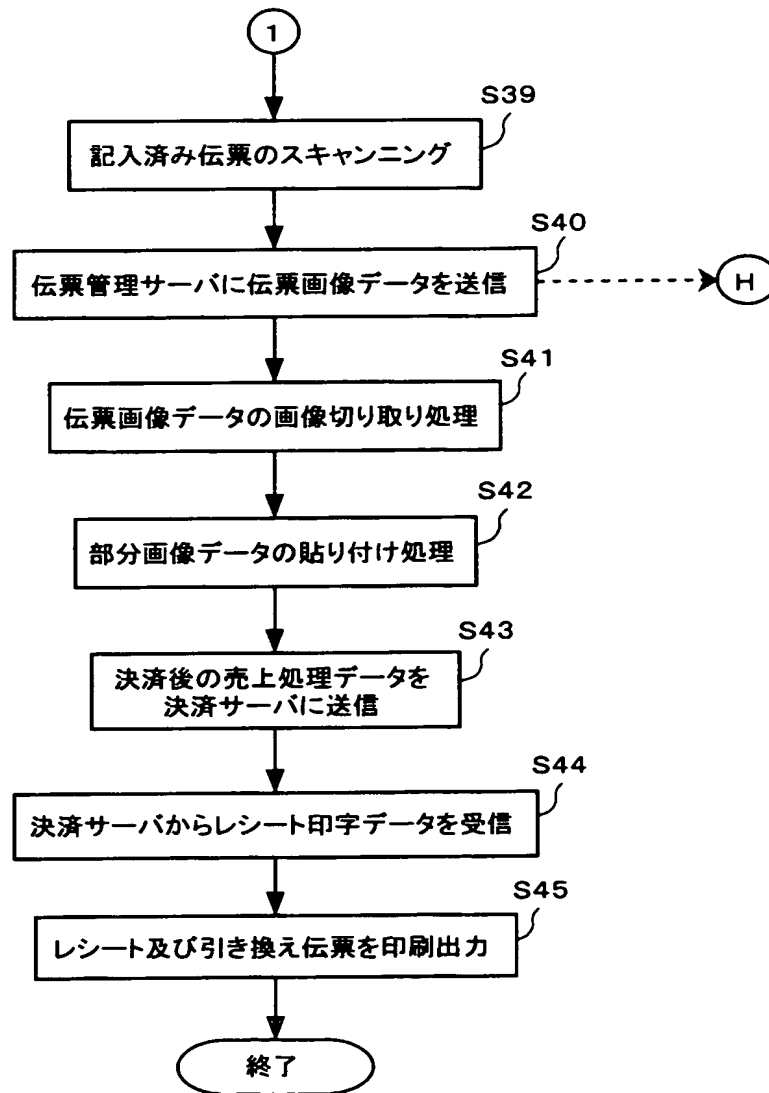 1
S39
記入済み伝票のスキャンニング
S40
伝票管理サーバに伝票画像データを送信
H
S41
伝票画像データの画像切り取り処理
S42
部分画像データの貼り付け処理
S43
決済後の売上処理データを
決済サーバに送信
S44
決済サーバからレシート印字データを受信
S45
レシート及び引き換え伝票を印刷出力
終了